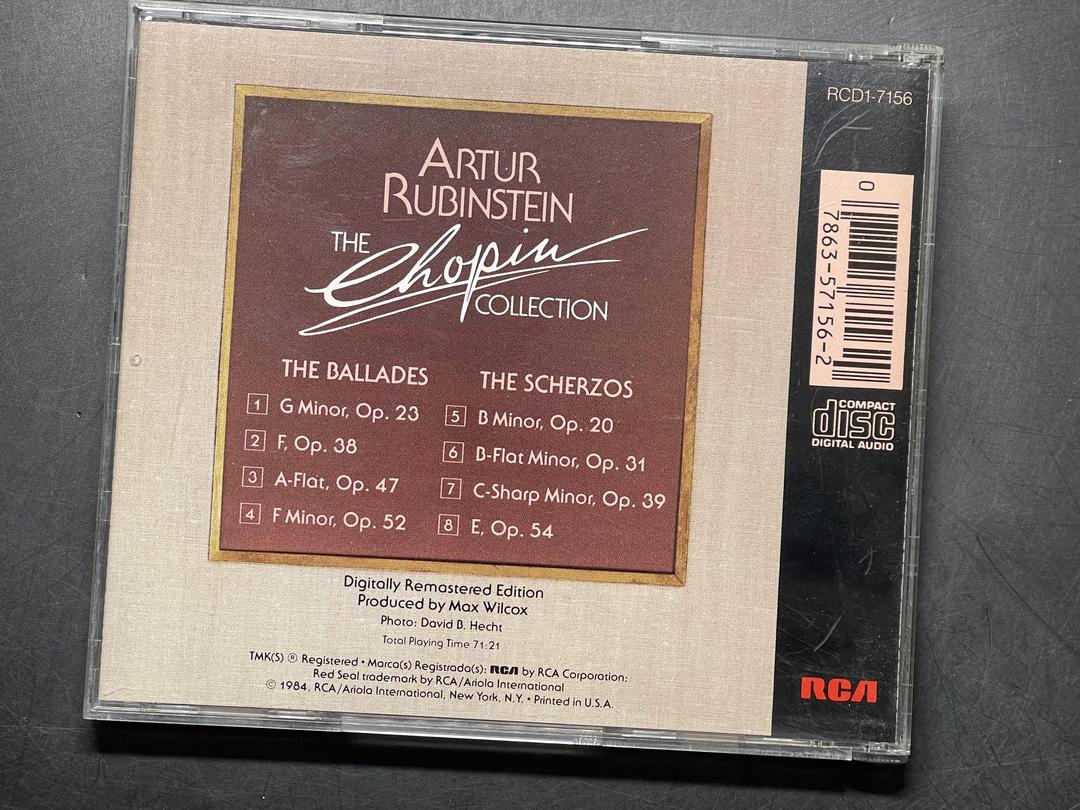 RCD1-7156
ARTUR
RUBINSTEIN
THE Chopin
COLLECTION
THE BALLADES
1 G Minor, Op. 23
2 F, Op. 38
3 A-Flat, Op. 47
4 F Minor, Op. 52
THE SCHERZOS
5 B Minor, Op. 20
6 B-Flat Minor, Op. 31
7 C-Sharp Minor, Op. 39
8 E, Op. 54
Digitally Remastered Edition
Produced by Max Wilcox
Photo: David B. Hecht
Total Playing Time 71:21
TMK(S) ® Registered • Marca(s) Registrada(s): RCA by RCA Corporation:
Red Seal trademark by RCA/Ariola International
© 1984, RCA/Ariola International, New York, N.Y. • Printed in U.S.A.
0
7863-57156-2
COMPACT
disc
DIGITAL AUDIO
RCA